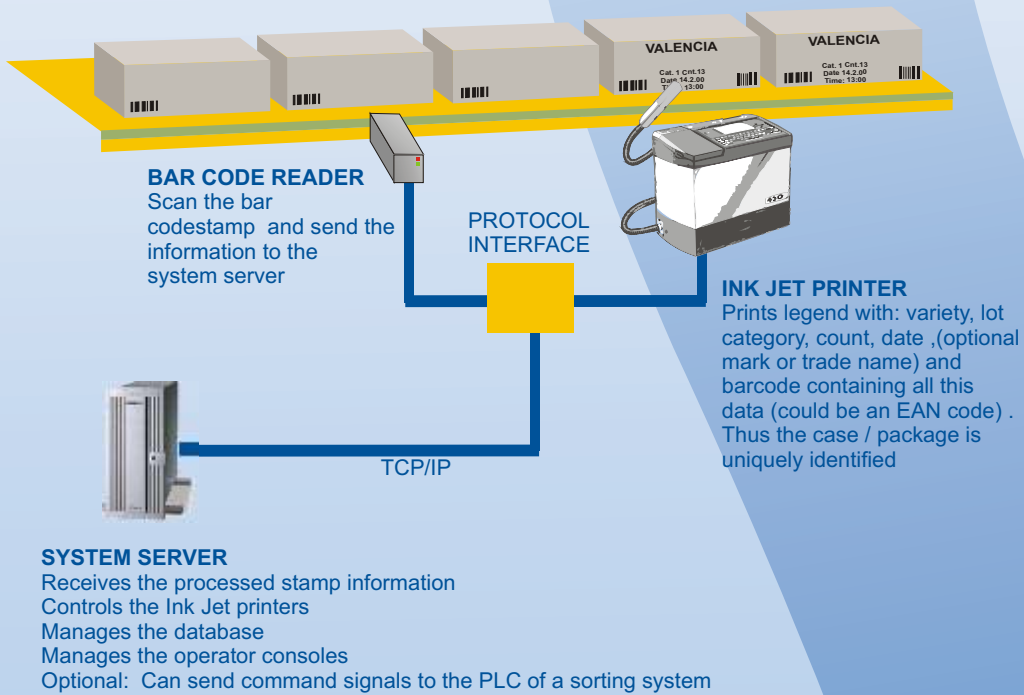 VALENCIA
Cat. 1 Cnt.13
Date 14.2.00
13:00
VALENCIA
Cat. 1 Cnt.13
Date 14.2.00
Time: 13:00
BAR CODE READER
Scan the bar
codestamp and send the
information to the
system server
PROTOCOL
INTERFACE
INK JET PRINTER
Prints legend with: variety, lot
category, count, date ,(optional
mark or trade name) and
barcode containing all this
data (could be an EAN code) .
Thus the case / package is
uniquely identified
TCP/IP
SYSTEM SERVER
Receives the processed stamp information
Controls the Ink Jet printers
Manages the database
Manages the operator consoles
Optional: Can send command signals to the PLC of a sorting system